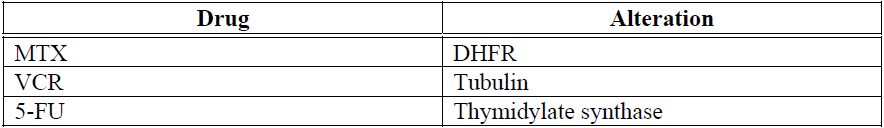 Drug Alteration
MTX DHFR
VCR Tubulin
5-FU Thymidylate synthase